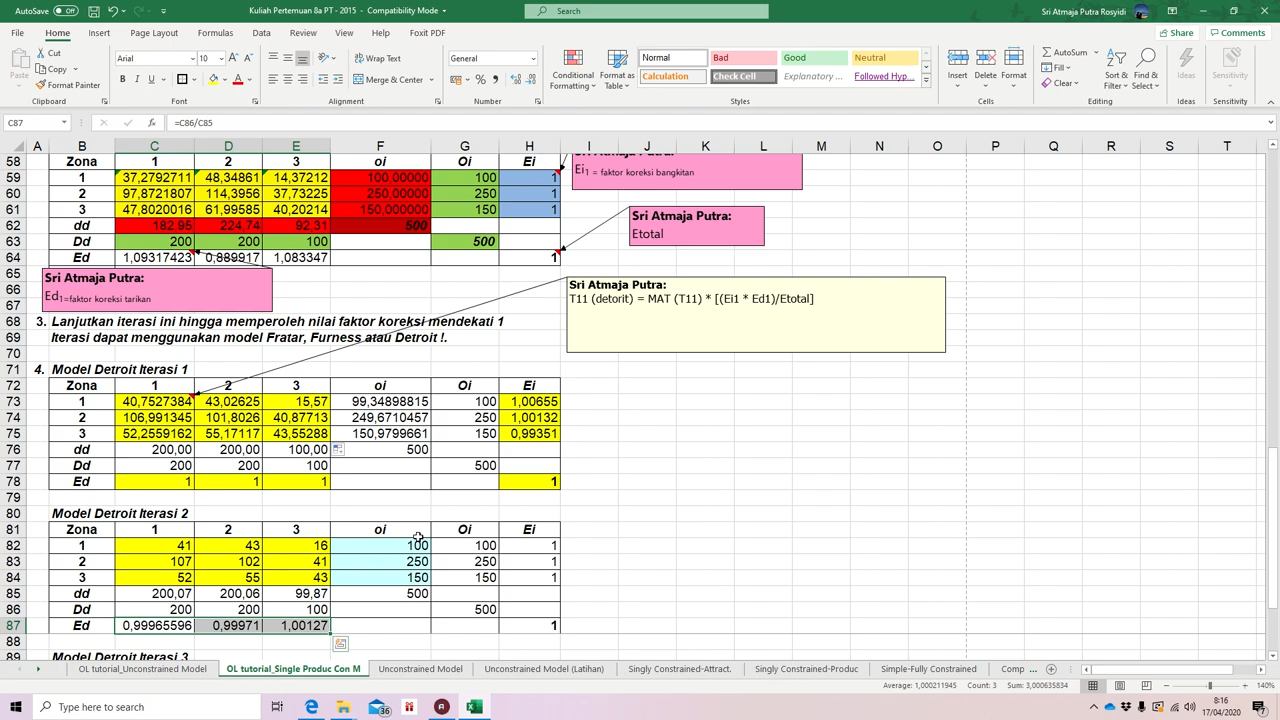 AutoSave Off Kuliah Pertemuan 8a PT - 2015 - Compatibility Mode Search Sri Atmaja Putra Rosyidi
File Home Insert Page Layout Formulas Data Review View Help Foxit PDF Share Comments
Cut Arial 10 Wrap Text General Normal Bad Good Neutral AutoSum
Paste Copy Conditional Formatting Format as Table Insert Delete Format Fill Sort & Filter Find & Select Ideas Sensitivity
Format Painter Merge & Center Calculation Check Cell Explanatory ... Followed Hyp... Clear
Clipboard Font Alignment Number Styles Cells Editing Ideas Sensitivity
C87 fx =C86/C85
A B C D E F G H I J K L M N O P Q R S T
58 Zona 1 2 3 oi Oi Ei
59 1 37,2792711 48,34861 14,37212 100,00000 100 1
Ei1 = faktor koreksi bangkitan
60 2 97,8721807 114,3956 37,73225 250,00000 250 1
61 3 47,8020016 61,99585 40,20214 150,000000 150 1
Sri Atmaja Putra:
Etotal
62 dd 182.95 224,74 92,31 500
63 Dd 200 200 100 500
64 Ed 1,09317423 0,889917 1,083347 1
65
Sri Atmaja Putra:
Ed1=faktor koreksi tarikan
Sri Atmaja Putra:
T11 (detorit) = MAT (T11) * [(Ei1 * Ed1)/Etotal]
66
67
68 3. Lanjutkan iterasi ini hingga memperoleh nilai faktor koreksi mendekati 1
69 Iterasi dapat menggunakan model Fratar, Furness atau Detroit !.
70
71 4. Model Detroit Iterasi 1
72 Zona 1 2 3 oi Oi Ei
73 1 40,7527384 43,02625 15,57 99,34898815 100 1,00655
74 2 106,991345 101,8026 40,87713 249,6710457 250 1,00132
75 3 52,2559162 55,17117 43,55288 150,9799661 150 0,99351
76 dd 200,00 200,00 100,00 500
77 Dd 200 200 100 500
78 Ed 1 1 1 1
79
80 Model Detroit Iterasi 2
81 Zona 1 2 3 oi Oi Ei
82 1 41 43 16 100 100 1
83 2 107 102 41 250 250 1
84 3 52 55 43 150 150 1
85 dd 200,07 200,06 99,87 500
86 Dd 200 200 100 500
87 Ed 0,99965596 0,99971 1,00127 1
88
89 Model Detroit Iterasi 3
OL tutorial_Unconstrained Model OL tutorial_Single Produc Con M Unconstrained Model Unconstrained Model (Latihan) Singly Constrained-Attract. Singly Constrained-Produc Simple-Fully Constrained Comp ...
Average: 1,000211945 Count: 3 Sum: 3,000635834 140%
Type here to search 36 8:16
17/04/2020